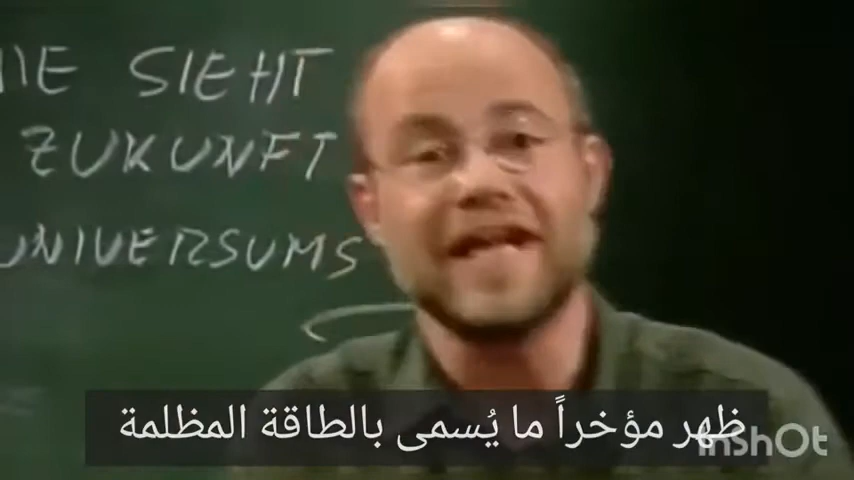 SIEHT
ZUKUNFT
UNIVERSUMS
ظهر مؤخراً ما يُسمى بالطاقة المظلمة
InShOt